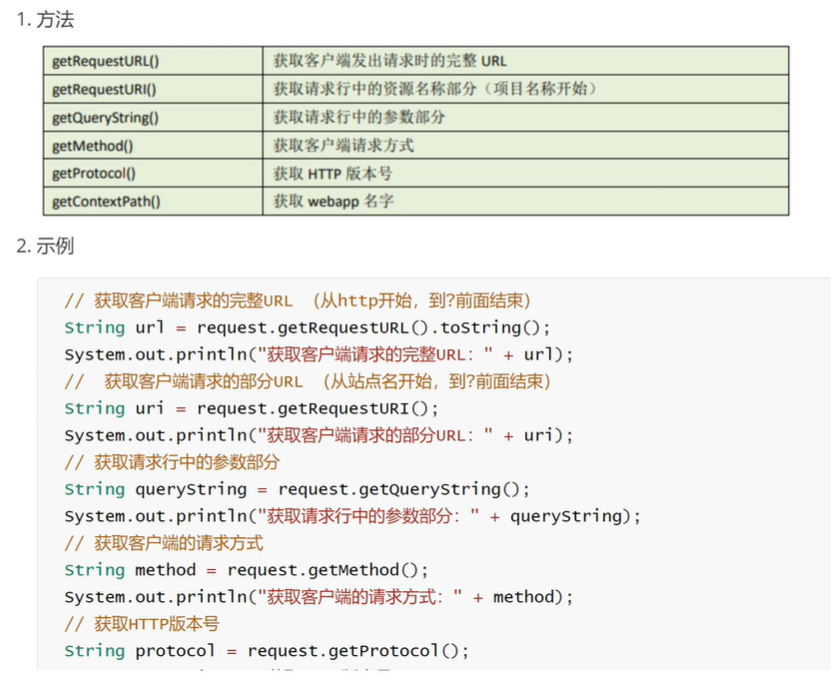 1. 方法
getRequestURL() 获取客户端发出请求时的完整 URL
getRequestURI() 获取请求行中的资源名称部分（项目名称开始）
getQueryString() 获取请求行中的参数部分
getMethod() 获取客户端请求方式
getProtocol() 获取 HTTP 版本号
getContextPath() 获取 webapp 名字
2. 示例
// 获取客户端请求的完整URL （从http开始，到?前面结束）
String url = request.getRequestURL().toString();
System.out.println("获取客户端请求的完整URL：" + url);
//  获取客户端请求的部分URL （从站点名开始，到?前面结束）
String uri = request.getRequestURI();
System.out.println("获取客户端请求的部分URL：" + uri);
// 获取请求行中的参数部分
String queryString = request.getQueryString();
System.out.println("获取请求行中的参数部分：" + queryString);
// 获取客户端的请求方式
String method = request.getMethod();
System.out.println("获取客户端的请求方式：" + method);
// 获取HTTP版本号
String protocol = request.getProtocol();